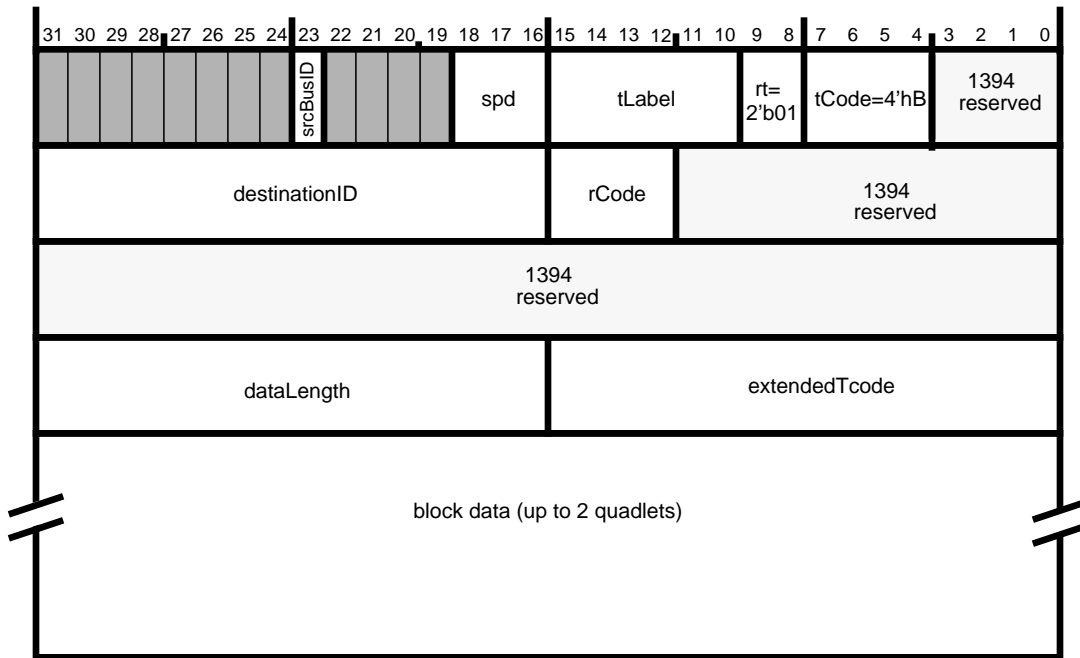 31 30 29 28 27 26 25 24 23 22 21 20 19 18 17 16 15 14 13 12 11 10 9 8 7 6 5 4 3 2 1 0
srcBusID
spd
tLabel
rt=
2'b01
tCode=4'hB
1394
reserved
destinationID
rCode
1394
reserved
1394
reserved
dataLength
extendedTcode
block data (up to 2 quadlets)